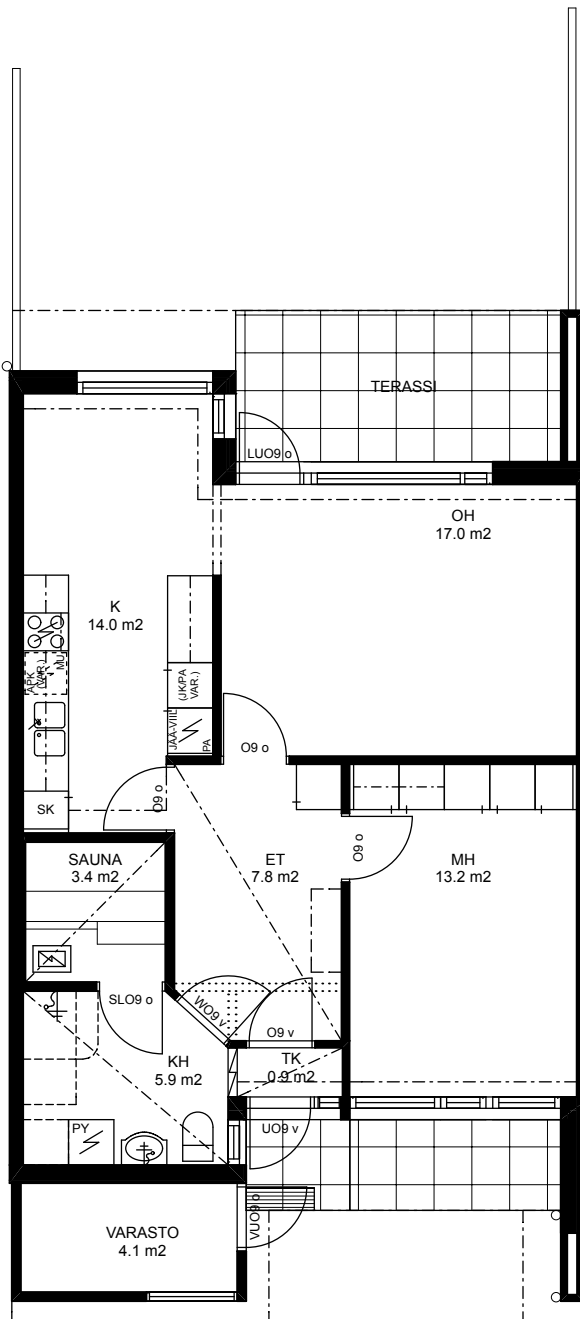 TERASSI
LUO9 o
OH
17.0 m2
K
14.0 m2
MU
APK
(VAR.)
(JK/PA
VAR.)
JÄÄ-VIIL
PA
O9 o
SK
O9 o
O9 o
SAUNA
3.4 m2
ET
7.8 m2
MH
13.2 m2
SLO9 o
WO9 v
O9 v
KH
5.9 m2
TK
0.9 m2
PY
UO9 v
VUO9 o
VARASTO
4.1 m2